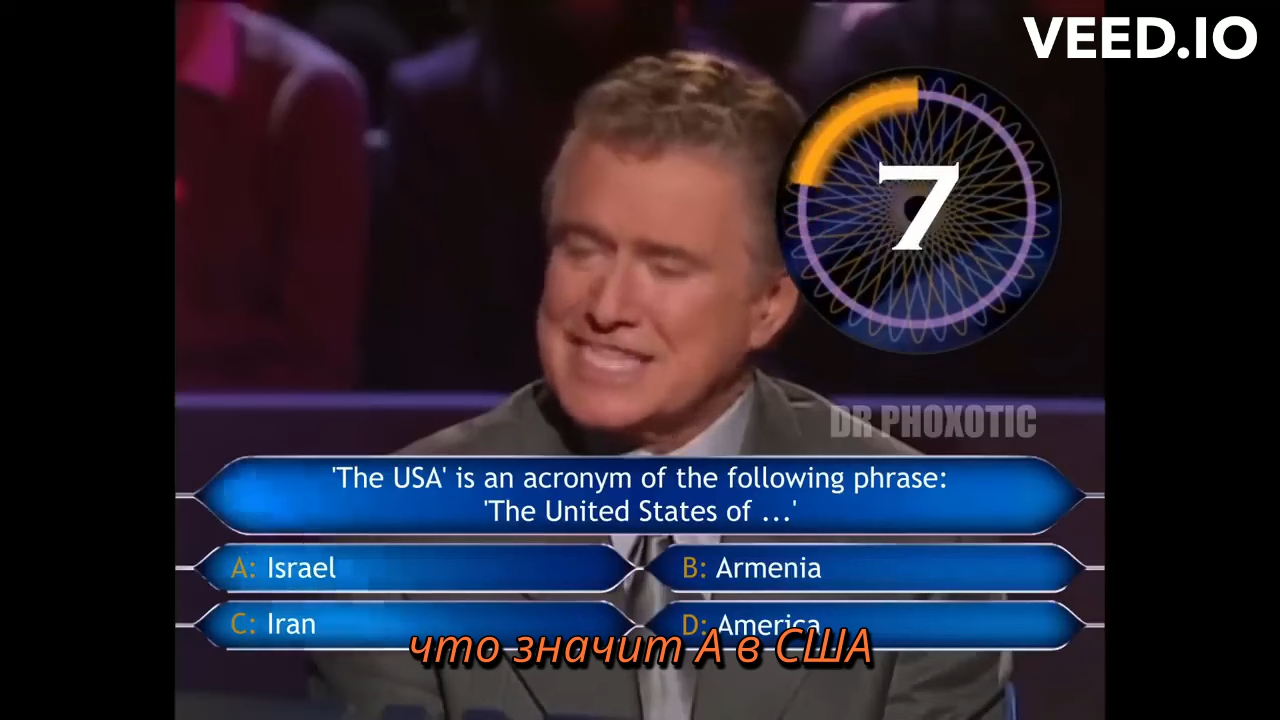 VEED.IO
7
DR PHOXOTIC
'The USA' is an acronym of the following phrase:
'The United States of ...'
A: Israel
B: Armenia
C: Iran
D: America
что значит А в США